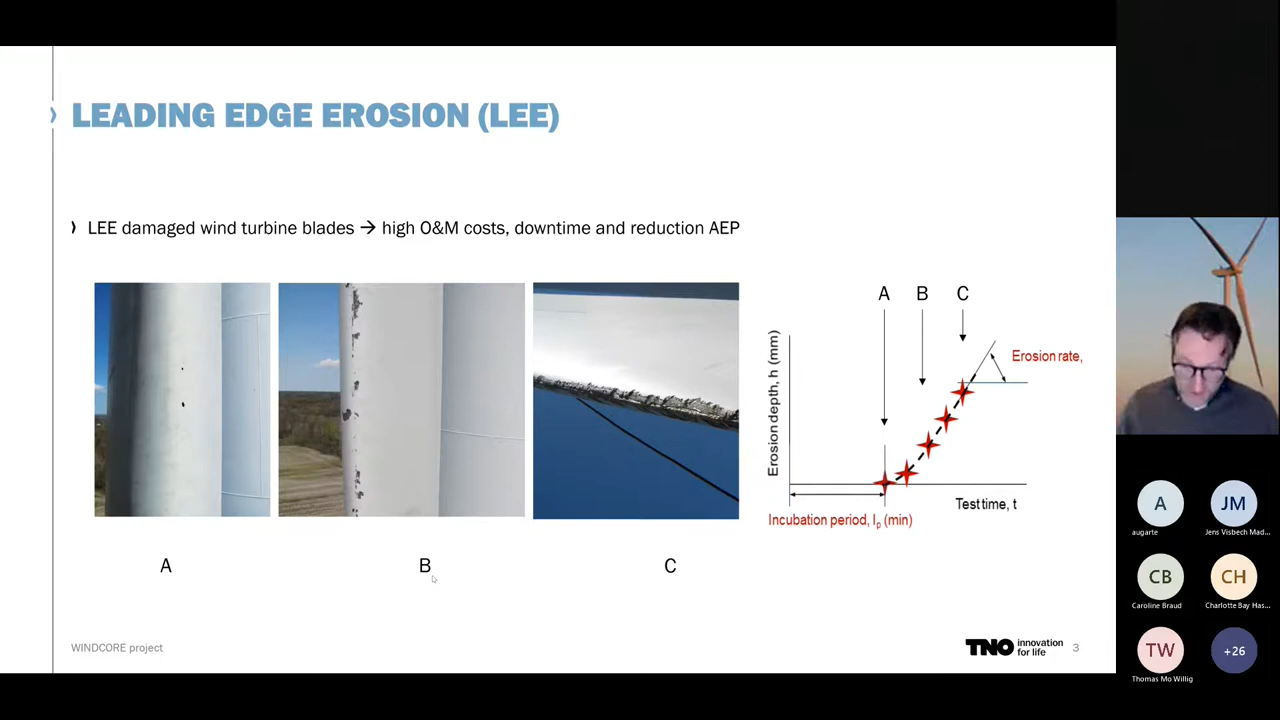 LEADING EDGE EROSION (LEE)
LEE damaged wind turbine blades → high O&M costs, downtime and reduction AEP
A B C
Erosion depth, h (mm)
Erosion rate,
Test time, t
Incubation period, Ip (min)
A
B
C
WINDCORE project
TNO innovation
for life
3
A
JM
augarte
Jens Visbech Mad...
CB
CH
Caroline Braud
Charlotte Bay Has...
TW
+26
Thomas Mo Willig